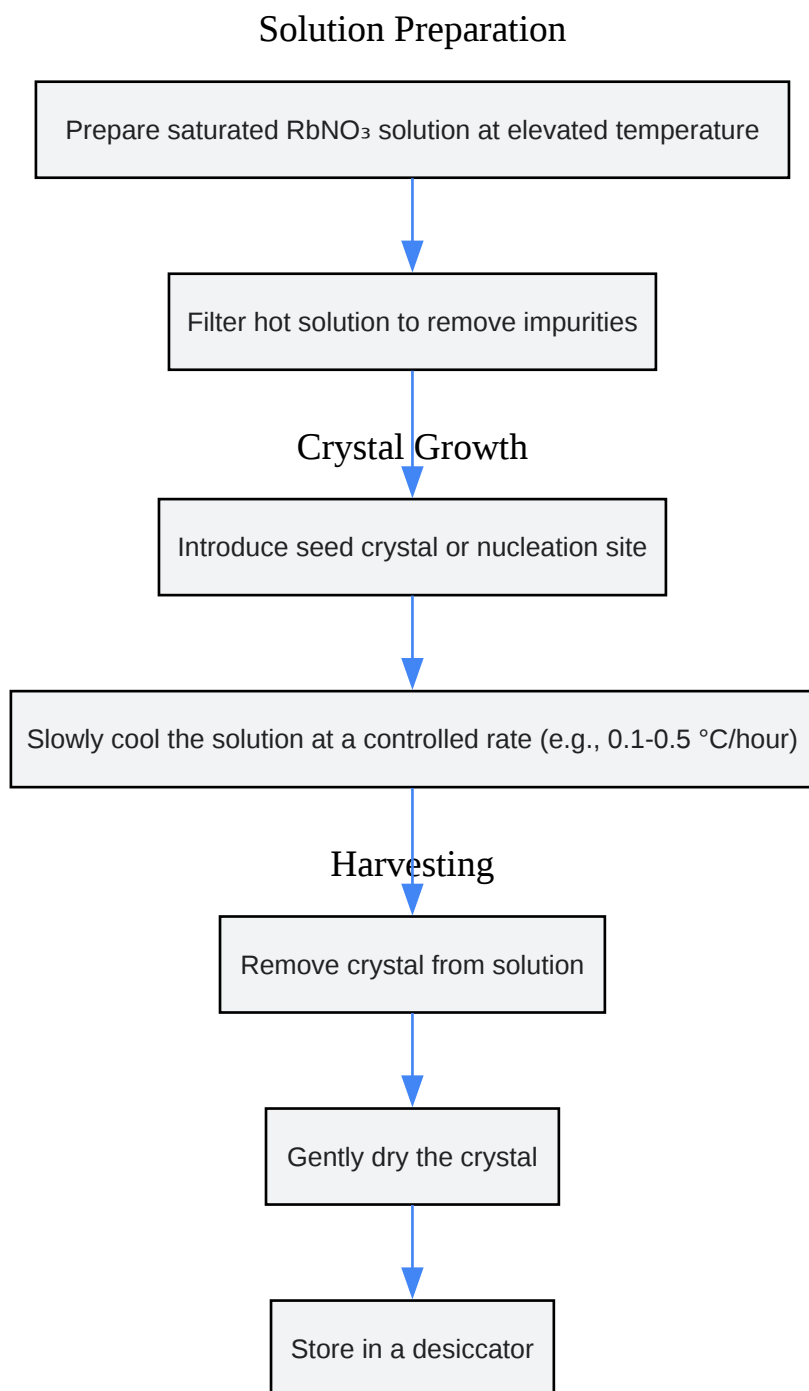 Solution Preparation
Prepare saturated RbNO₃ solution at elevated temperature
Filter hot solution to remove impurities
Crystal Growth
Introduce seed crystal or nucleation site
Slowly cool the solution at a controlled rate (e.g., 0.1-0.5 °C/hour)
Harvesting
Remove crystal from solution
Gently dry the crystal
Store in a desiccator